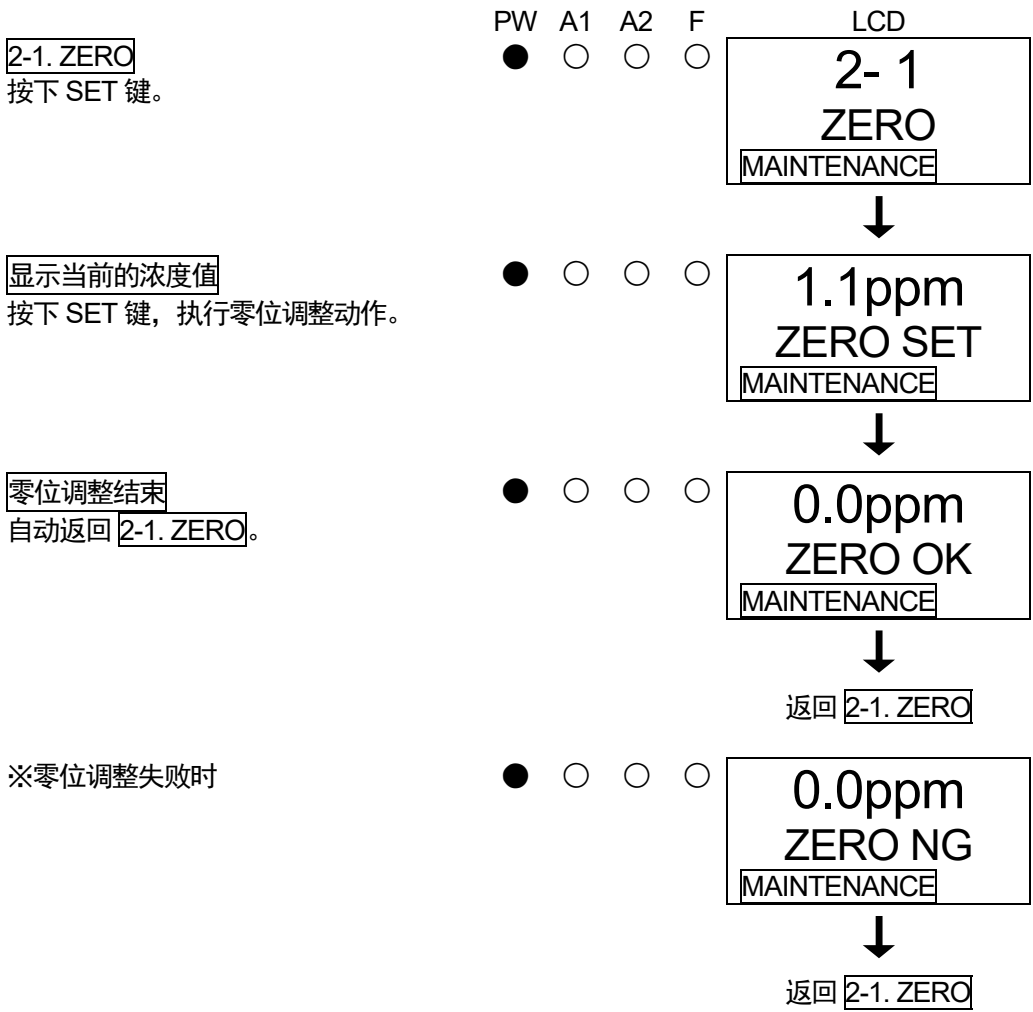 PW A1 A2 F LCD
2-1. ZERO
按下 SET 键。
2- 1
ZERO
MAINTENANCE
显示当前的浓度值
按下 SET 键，执行零位调整动作。
1.1ppm
ZERO SET
MAINTENANCE
零位调整结束
自动返回 2-1. ZERO。
0.0ppm
ZERO OK
MAINTENANCE
返回 2-1. ZERO
※零位调整失败时
0.0ppm
ZERO NG
MAINTENANCE
返回 2-1. ZERO